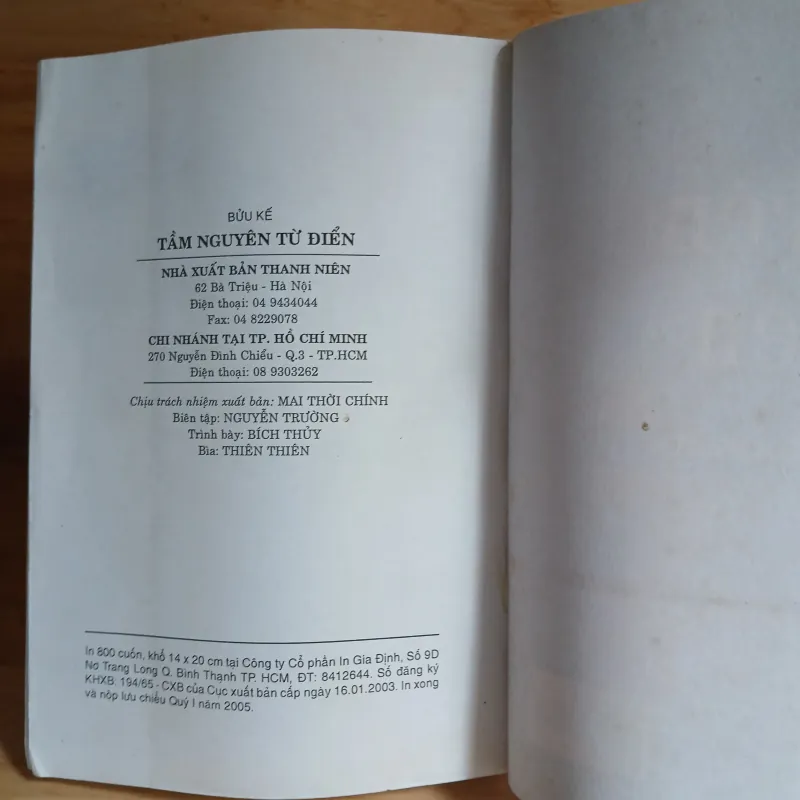 BỬU KẾ
TẦM NGUYÊN TỪ ĐIỂN
NHÀ XUẤT BẢN THANH NIÊN
62 Bà Triệu - Hà Nội
Điện thoại: 04 9434044
Fax: 04 8229078
CHI NHÁNH TẠI TP. HỒ CHÍ MINH
270 Nguyễn Đình Chiểu - Q.3 - TP.HCM
Điện thoại: 08 9303262
Chịu trách nhiệm xuất bản: MAI THỜI CHÍNH
Biên tập: NGUYỄN TRƯỜNG
Trình bày: BÍCH THỦY
Bìa: THIÊN THIÊN
In 800 cuốn, khổ 14 x 20 cm tại Công ty Cổ phần In Gia Định, Số 9D
Nơ Trang Long Q. Bình Thạnh TP. HCM, ĐT: 8412644. Số đăng ký
KHXB: 194/65 - CXB của Cục xuất bản cấp ngày 16.01.2003. In xong
và nộp lưu chiểu Quý I năm 2005.